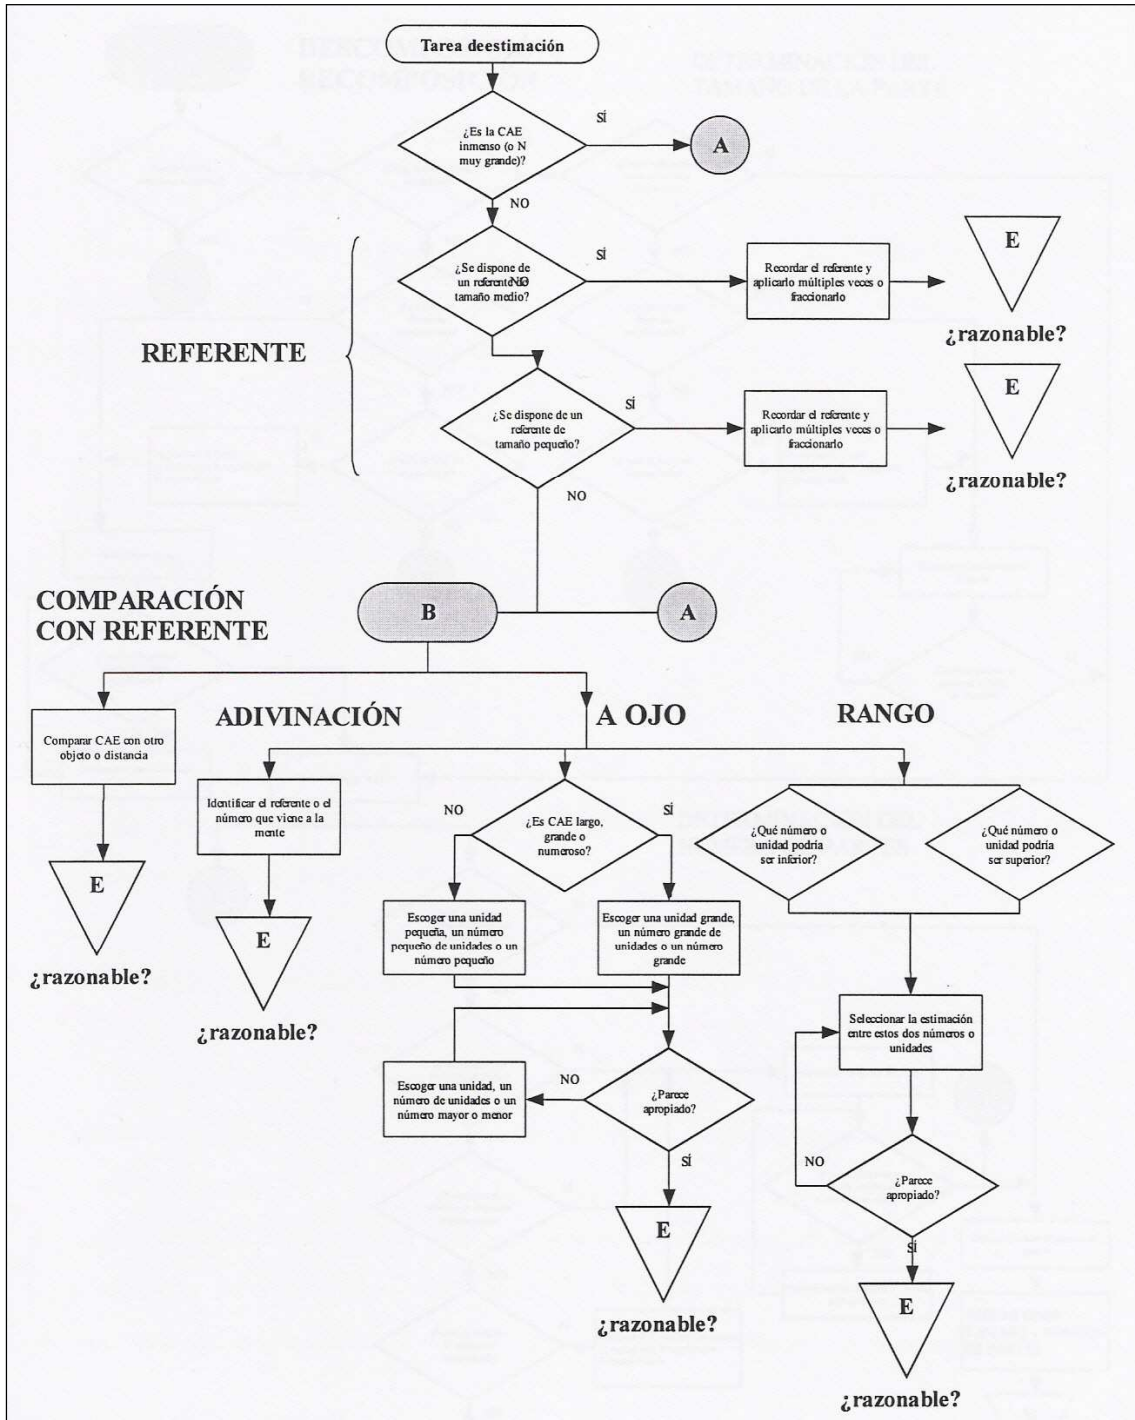 Tarea deestimación
¿Es la CAE
inmenso (o N
muy grande)?
SÍ
A
NO
¿Se dispone de
un referente de
tamaño medio?
NO
SÍ
Recordar el referente y
aplicarlo múltiples veces o
fraccionarlo
E
¿razonable?
REFERENTE
¿Se dispone de un
referente de
tamaño pequeño?
SÍ
Recordar el referente y
aplicarlo múltiples veces o
fraccionarlo
E
¿razonable?
NO
COMPARACIÓN
CON REFERENTE
B
A
ADIVINACIÓN
A OJO
RANGO
Comparar CAE con otro
objeto o distancia
E
¿razonable?
Identificar el referente o el
número que viene a la
mente
E
¿razonable?
NO
¿Es CAE largo,
grande o
numeroso?
SÍ
Escoger una unidad
pequeña, un número
pequeño de unidades o un
número pequeño
Escoger una unidad grande,
un número grande de
unidades o un número
grande
Escoger una unidad, un
número de unidades o un
número mayor o menor
NO
¿Parece
apropiado?
SÍ
E
¿razonable?
¿Qué número o
unidad podría
ser inferior?
¿Qué número o
unidad podría
ser superior?
Seleccionar la estimación
entre estos dos números o
unidades
NO
¿Parece
apropiado?
SÍ
E
¿razonable?